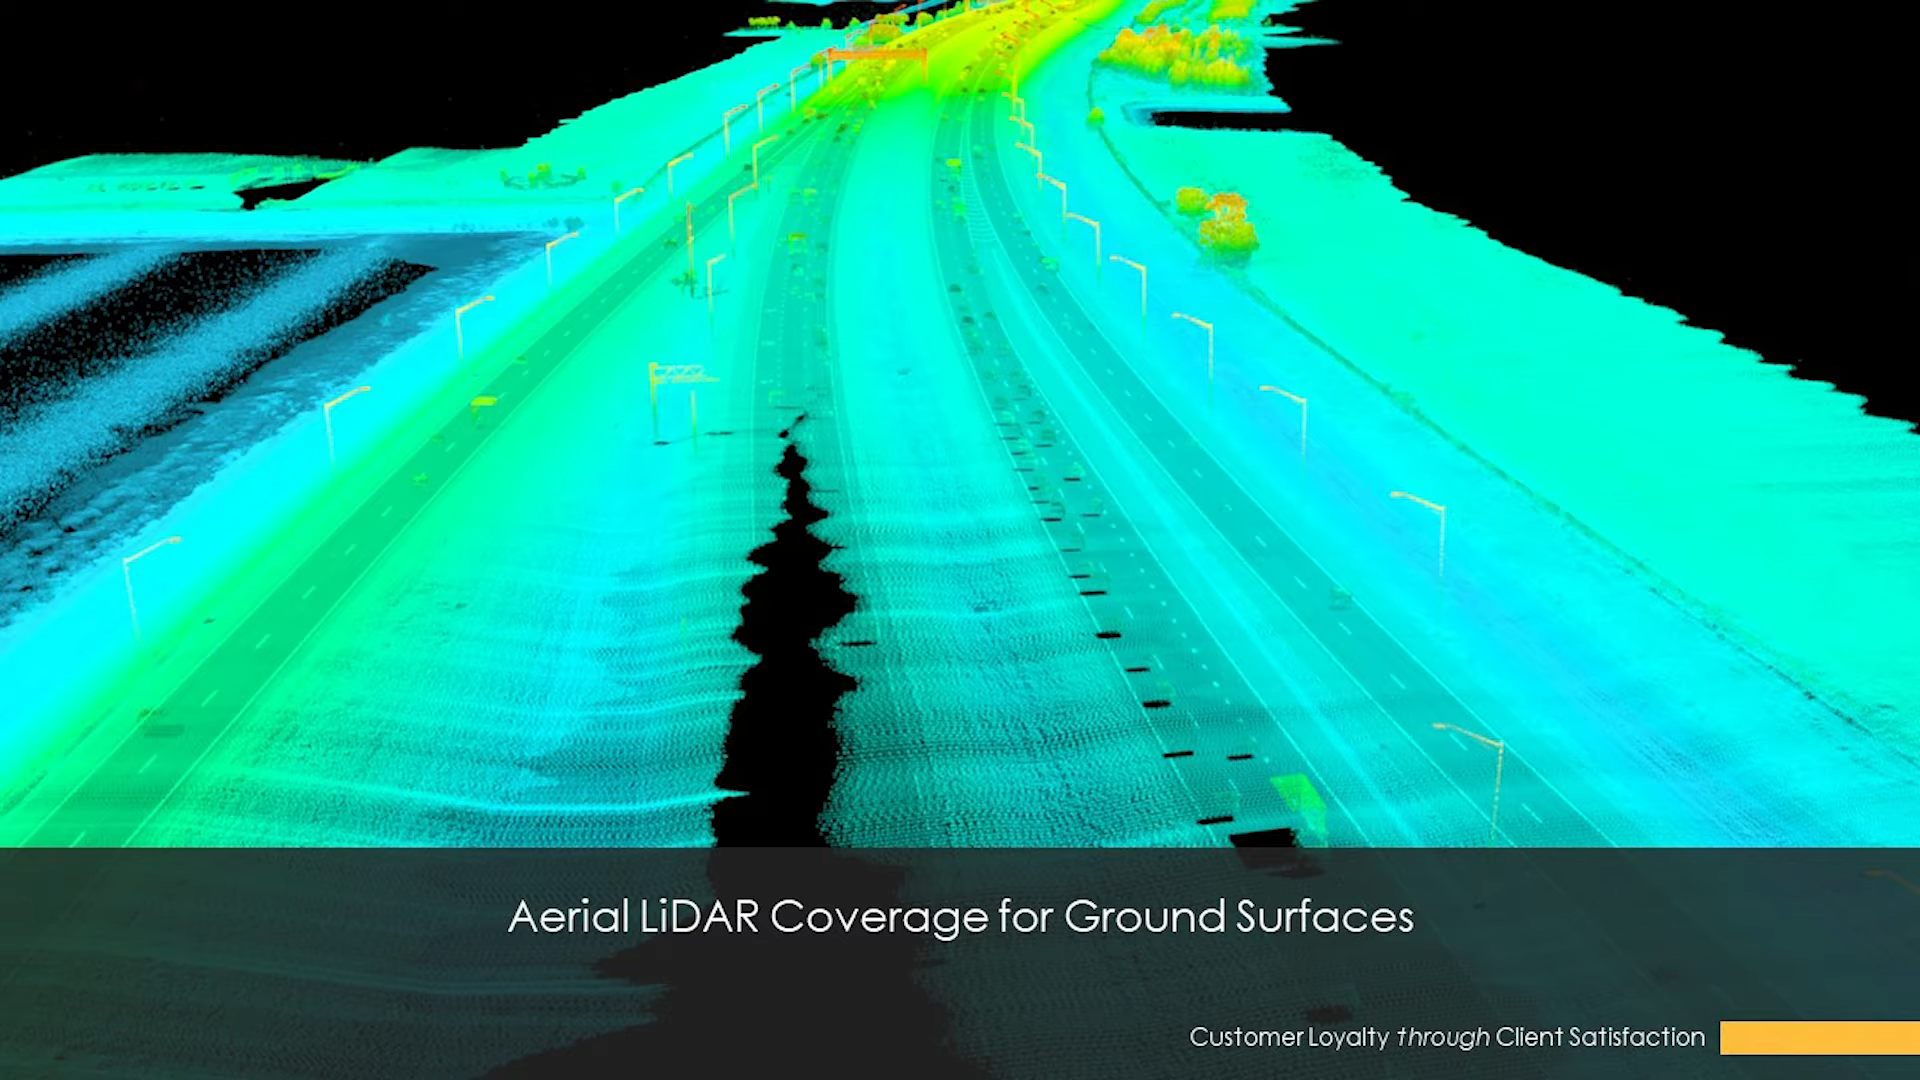 Aerial LiDAR Coverage for Ground Surfaces
Customer Loyalty through Client Satisfaction